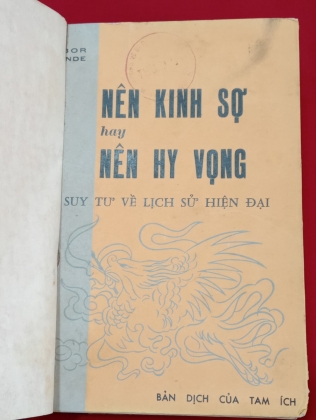 BOR
NDE
NÊN KINH SỢ
hay
NÊN HY VỌNG
SUY TƯ VỀ LỊCH SỬ HIỆN ĐẠI
BẢN DỊCH CỦA TAM ÍCH